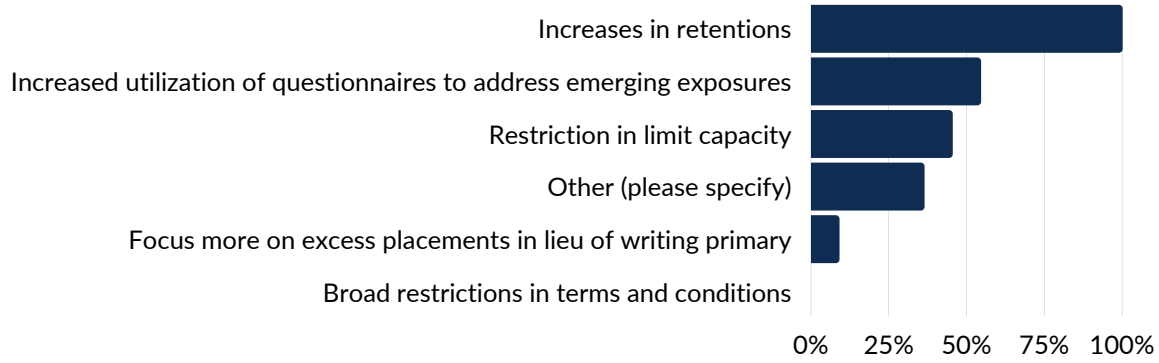 Increases in retentions
Increased utilization of questionnaires to address emerging exposures
Restriction in limit capacity
Other (please specify)
Focus more on excess placements in lieu of writing primary
Broad restrictions in terms and conditions
0% 25% 50% 75% 100%